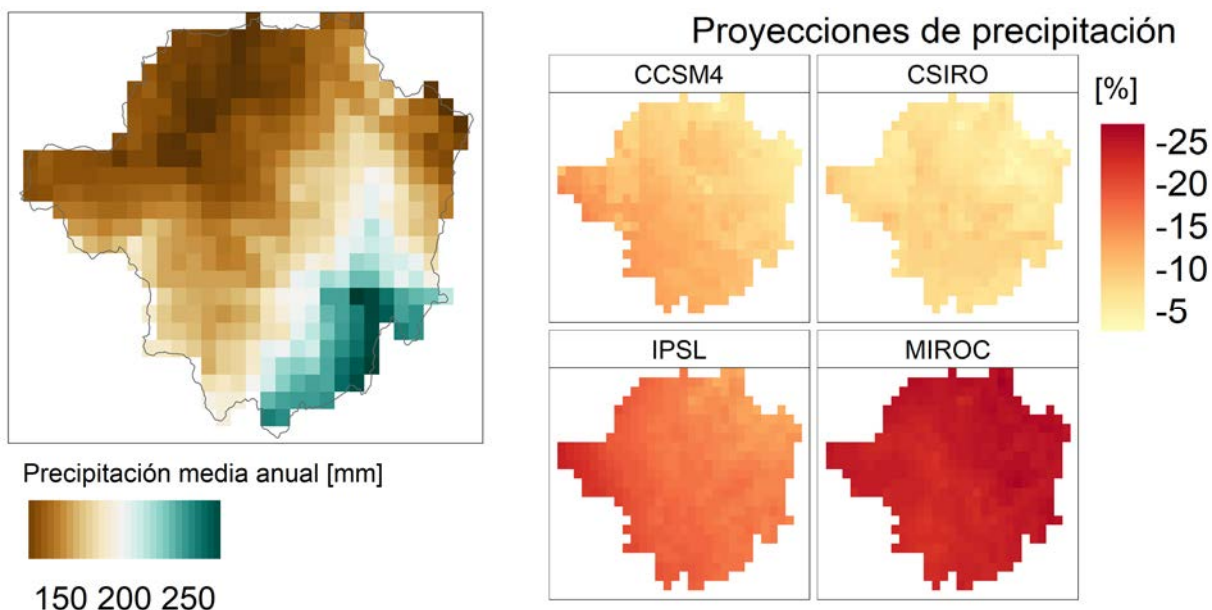 Precipitación media anual [mm]
150 200 250
Proyecciones de precipitación
CCSM4
CSIRO
IPSL
MIROC
[%]
-25
-20
-15
-10
-5